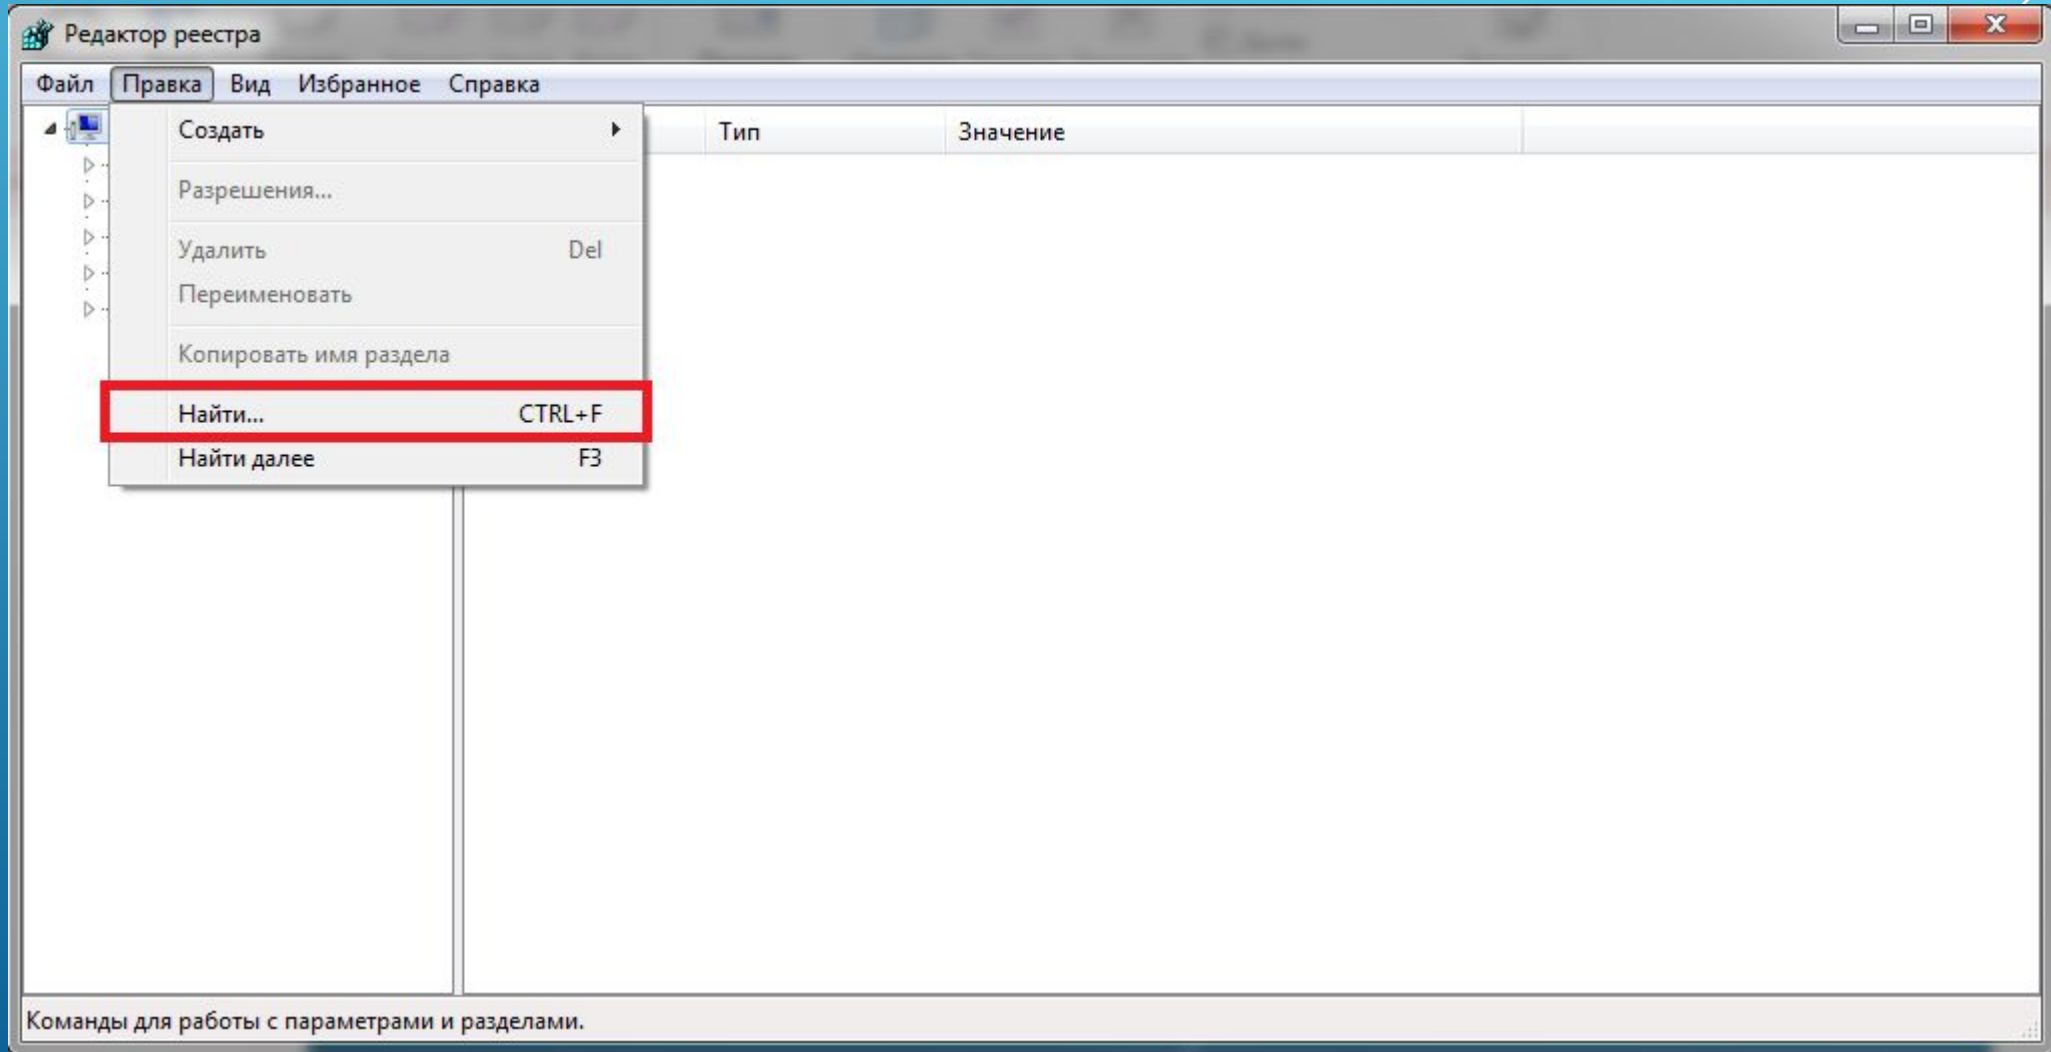 Редактор реестра
Файл Правка Вид Избранное Справка
Создать
Тип Значение
Разрешения...
Удалить Del
Переименовать
Копировать имя раздела
Найти... CTRL+F
Найти далее F3
Команды для работы с параметрами и разделами.